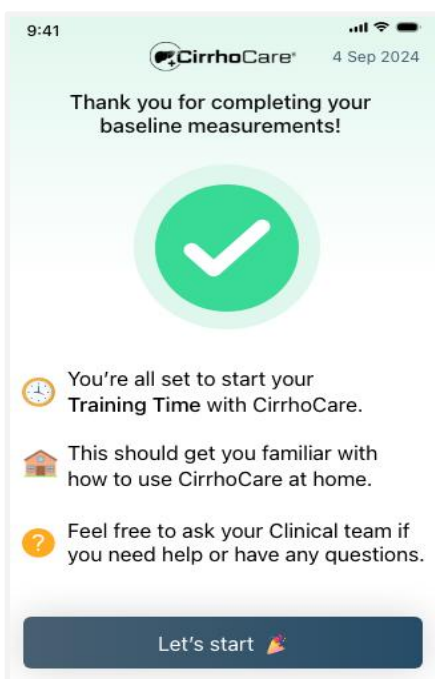 9:41
CirrhoCare®
4 Sep 2024
Thank you for completing your
baseline measurements!
You’re all set to start your
Training Time with CirrhoCare.
This should get you familiar with
how to use CirrhoCare at home.
?
Feel free to ask your Clinical team if
you need help or have any questions.
Let’s start